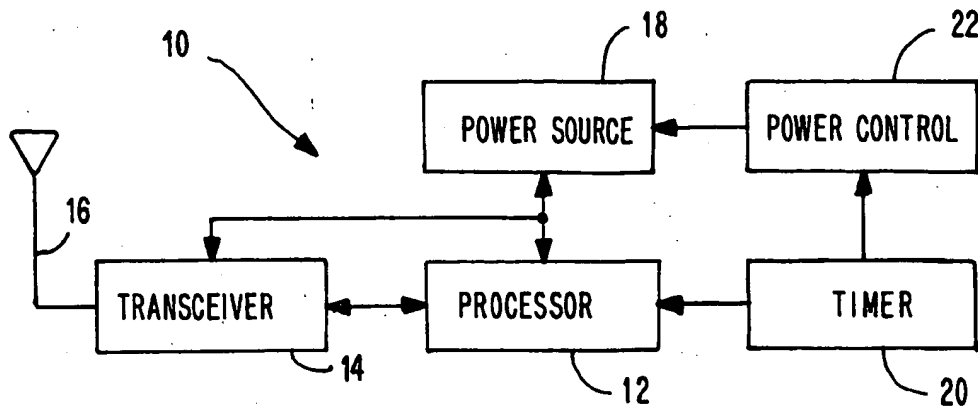 10
18
22
POWER SOURCE
POWER CONTROL
16
TRANSCEIVER
PROCESSOR
TIMER
14
12
20